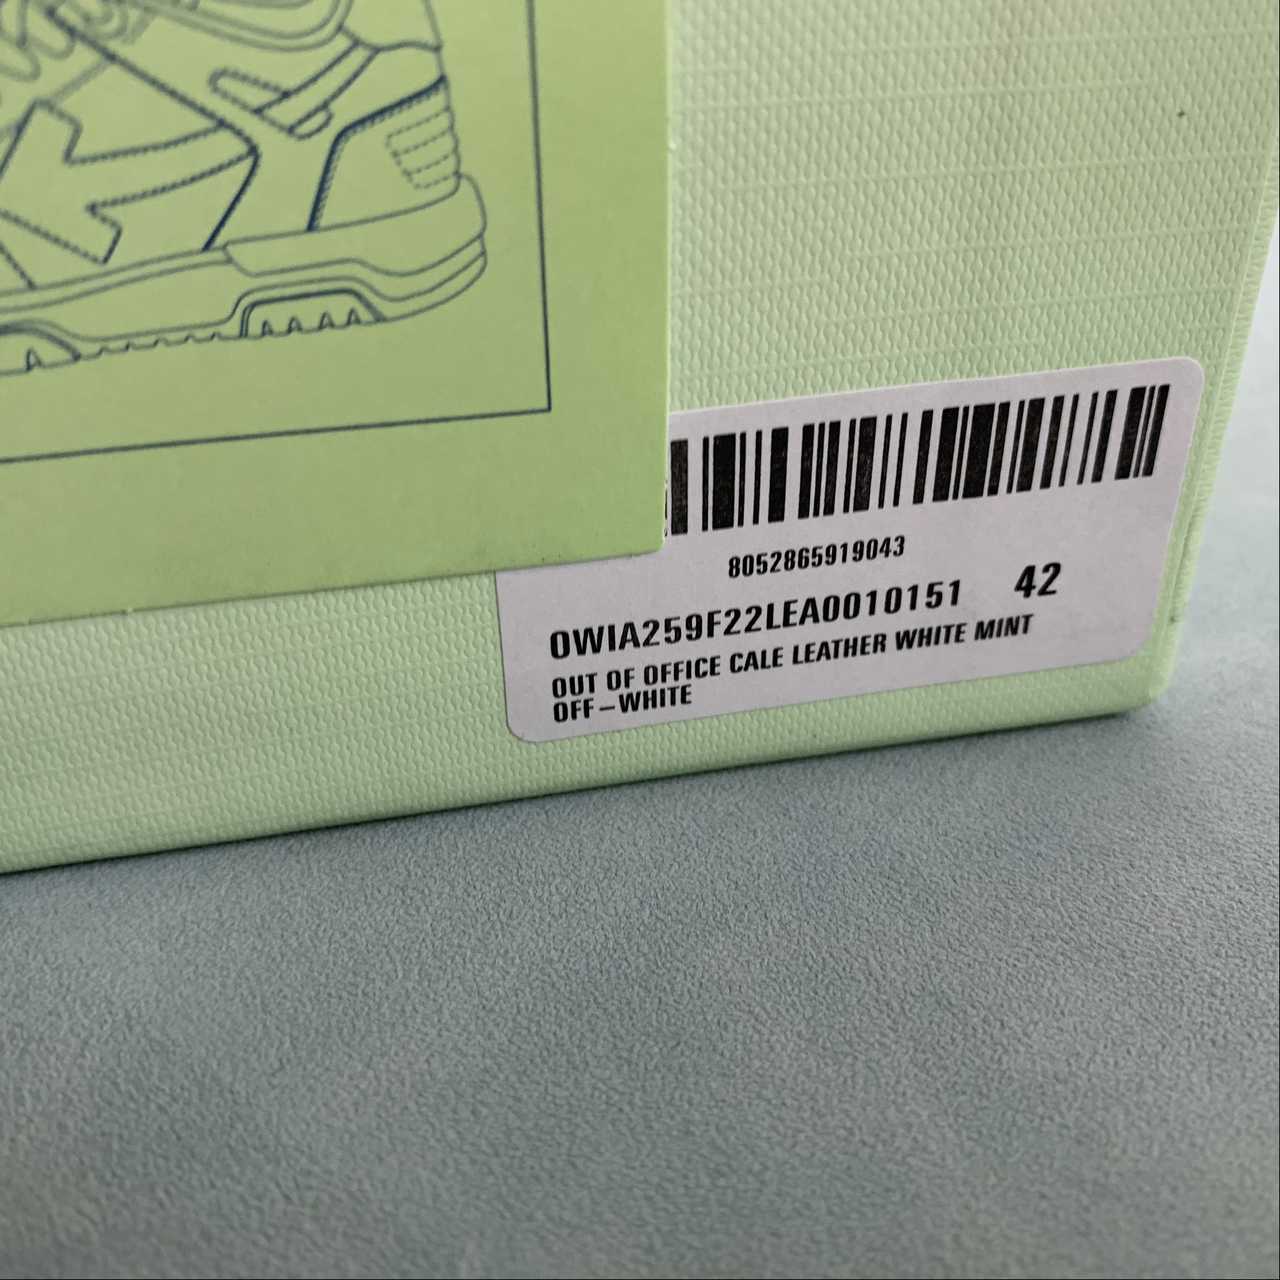 8052865919043
OWIA259F22LEA0010151 42
OUT OF OFFICE CALE LEATHER WHITE MINT
OFF-WHITE